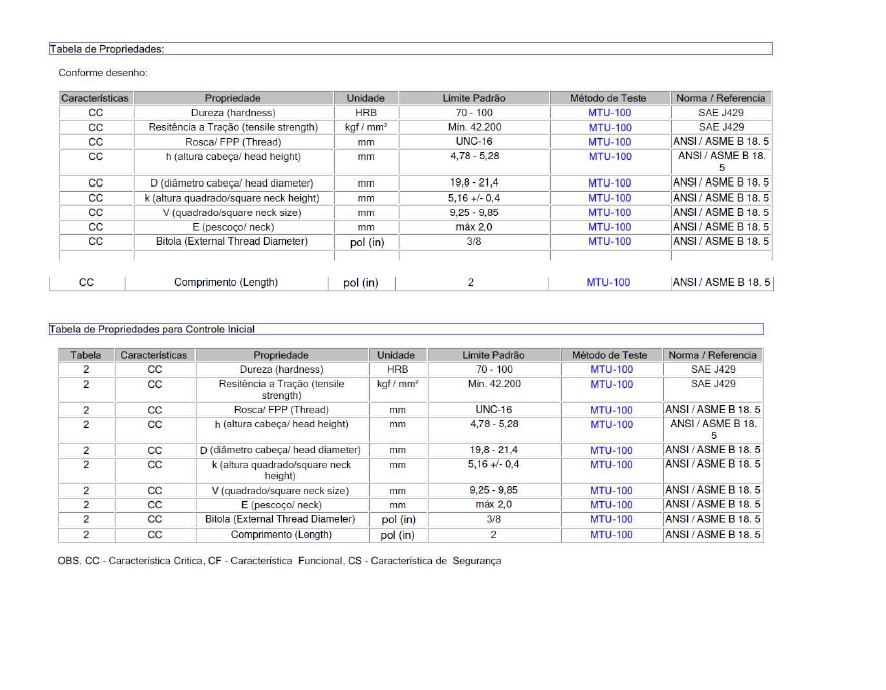 Tabela de Propriedades:
Conforme desenho:
Características Propriedade Unidade Limite Padrão Método de Teste Norma / Referencia
CC Dureza (hardness) HRB 70 - 100 MTU-100 SAE J429
CC Resitência a Tração (tensile strength) kgf / mm² Mín. 42.200 MTU-100 SAE J429
CC Rosca/ FPP (Thread) mm UNC-16 MTU-100 ANSI / ASME B 18. 5
CC h (altura cabeça/ head height) mm 4,78 - 5,28 MTU-100 ANSI / ASME B 18.
5
CC D (diâmetro cabeça/ head diameter) mm 19,8 - 21,4 MTU-100 ANSI / ASME B 18. 5
CC k (altura quadrado/square neck height) mm 5,16 +/- 0,4 MTU-100 ANSI / ASME B 18. 5
CC V (quadrado/square neck size) mm 9,25 - 9,85 MTU-100 ANSI / ASME B 18. 5
CC E (pescoço/ neck) mm máx 2,0 MTU-100 ANSI / ASME B 18. 5
CC Bitola (External Thread Diameter) pol (in) 3/8 MTU-100 ANSI / ASME B 18. 5
CC Comprimento (Length) pol (in) 2 MTU-100 ANSI / ASME B 18. 5
Tabela de Propriedades para Controle Inicial
Tabela Características Propriedade Unidade Limite Padrão Método de Teste Norma / Referencia
2 CC Dureza (hardness) HRB 70 - 100 MTU-100 SAE J429
2 CC Resitência a Tração (tensile kgf / mm² Mín. 42.200 MTU-100 SAE J429
strength)
2 CC Rosca/ FPP (Thread) mm UNC-16 MTU-100 ANSI / ASME B 18. 5
2 CC h (altura cabeça/ head height) mm 4,78 - 5,28 MTU-100 ANSI / ASME B 18.
5
2 CC D (diâmetro cabeça/ head diameter) mm 19,8 - 21,4 MTU-100 ANSI / ASME B 18. 5
2 CC k (altura quadrado/square neck mm 5,16 +/- 0,4 MTU-100 ANSI / ASME B 18. 5
height)
2 CC V (quadrado/square neck size) mm 9,25 - 9,85 MTU-100 ANSI / ASME B 18. 5
2 CC E (pescoço/ neck) mm máx 2,0 MTU-100 ANSI / ASME B 18. 5
2 CC Bitola (External Thread Diameter) pol (in) 3/8 MTU-100 ANSI / ASME B 18. 5
2 CC Comprimento (Length) pol (in) 2 MTU-100 ANSI / ASME B 18. 5
OBS. CC - Característica Critica, CF - Característica Funcional, CS - Característica de Segurança